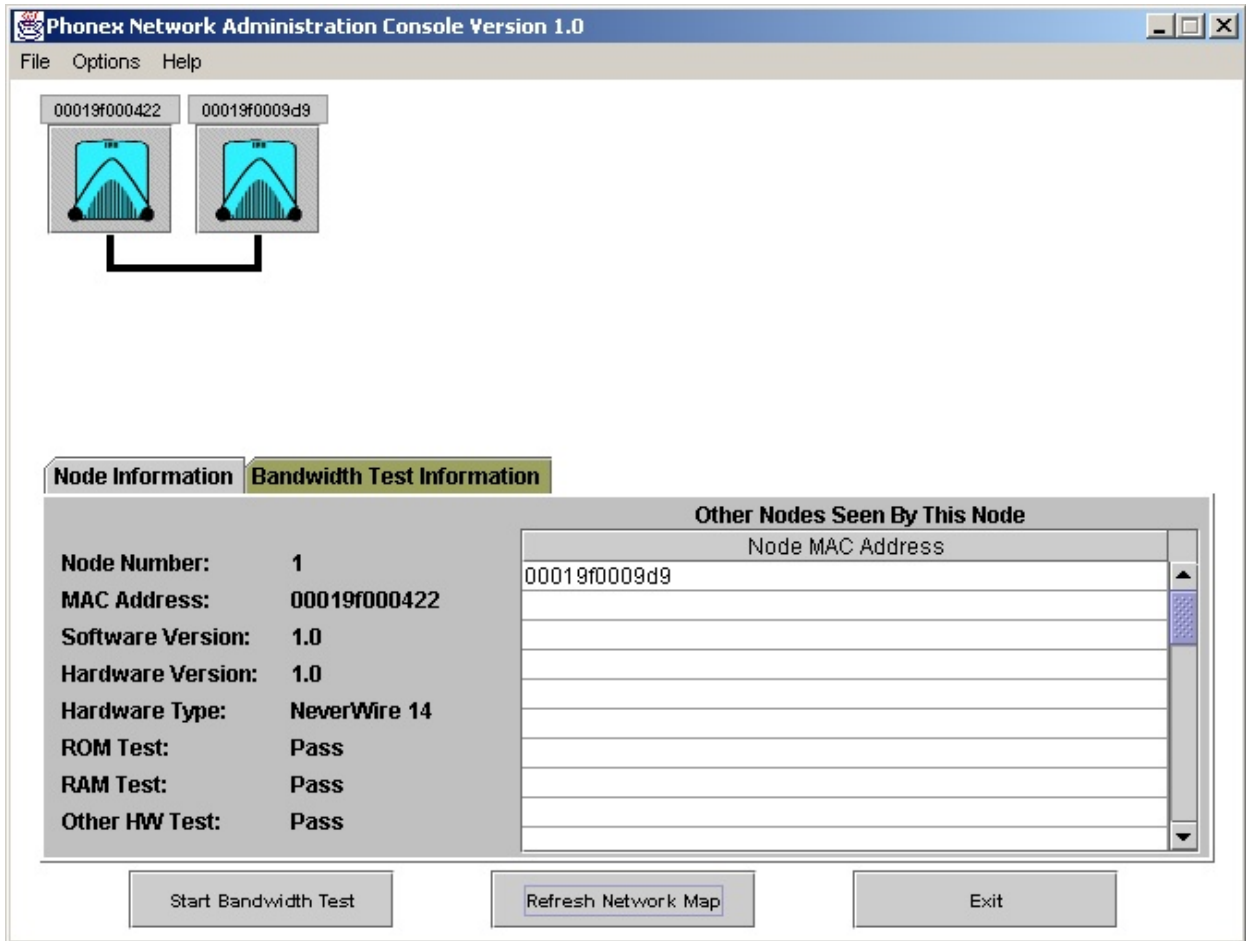 Phonex Network Administration Console Version 1.0
File Options Help
00019f000422 00019f0009d9
Node Information Bandwidth Test Information
Other Nodes Seen By This Node
Node MAC Address
00019f0009d9
Node Number: 1
MAC Address: 00019f000422
Software Version: 1.0
Hardware Version: 1.0
Hardware Type: NeverWire 14
ROM Test: Pass
RAM Test: Pass
Other HW Test: Pass
Start Bandwidth Test Refresh Network Map Exit